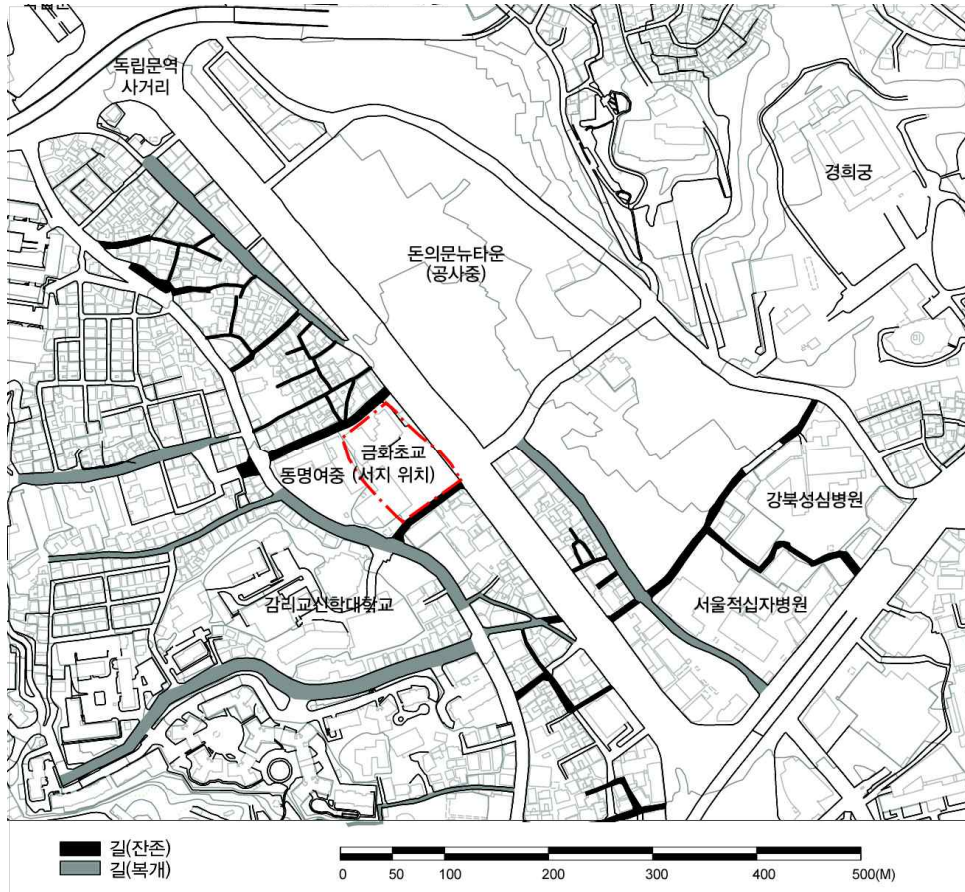 독립문역
사거리
경희궁
돈의문뉴타운
(공사중)
금화초교
동명여중 (서지 위치)
강북성심병원
감리교신학대학교
서울적십자병원
길(잔존)
길(복개)
0 50 100 200 300 400 500(M)